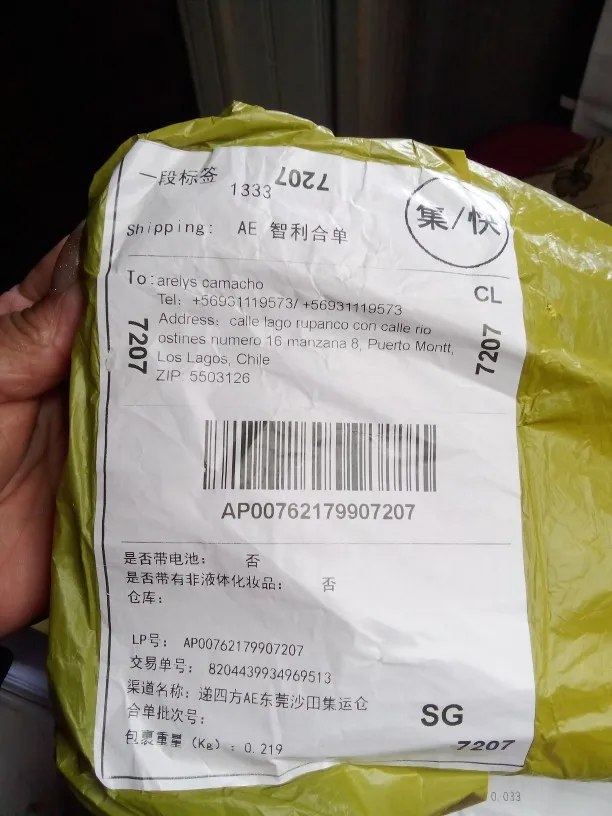 一段标签
1333
7207
集/快
Shipping: AE 智利合单
To: arelys camacho
CL
Tel: +56931119573/ +56931119573
Address: calle lago rupanco con calle rio
ostines numero 16 manzana 8, Puerto Montt,
Los Lagos, Chile
ZIP: 5503126
7207
7207
AP00762179907207
是否带电池： 否
是否带有非液体化妆品： 否
仓库：
LP号： AP00762179907207
交易单号： 8204439934969513
渠道名称： 递四方AE东莞沙田集运仓
合单批次号：
SG
包裹重量（Kg）：0.219
7207
0.033